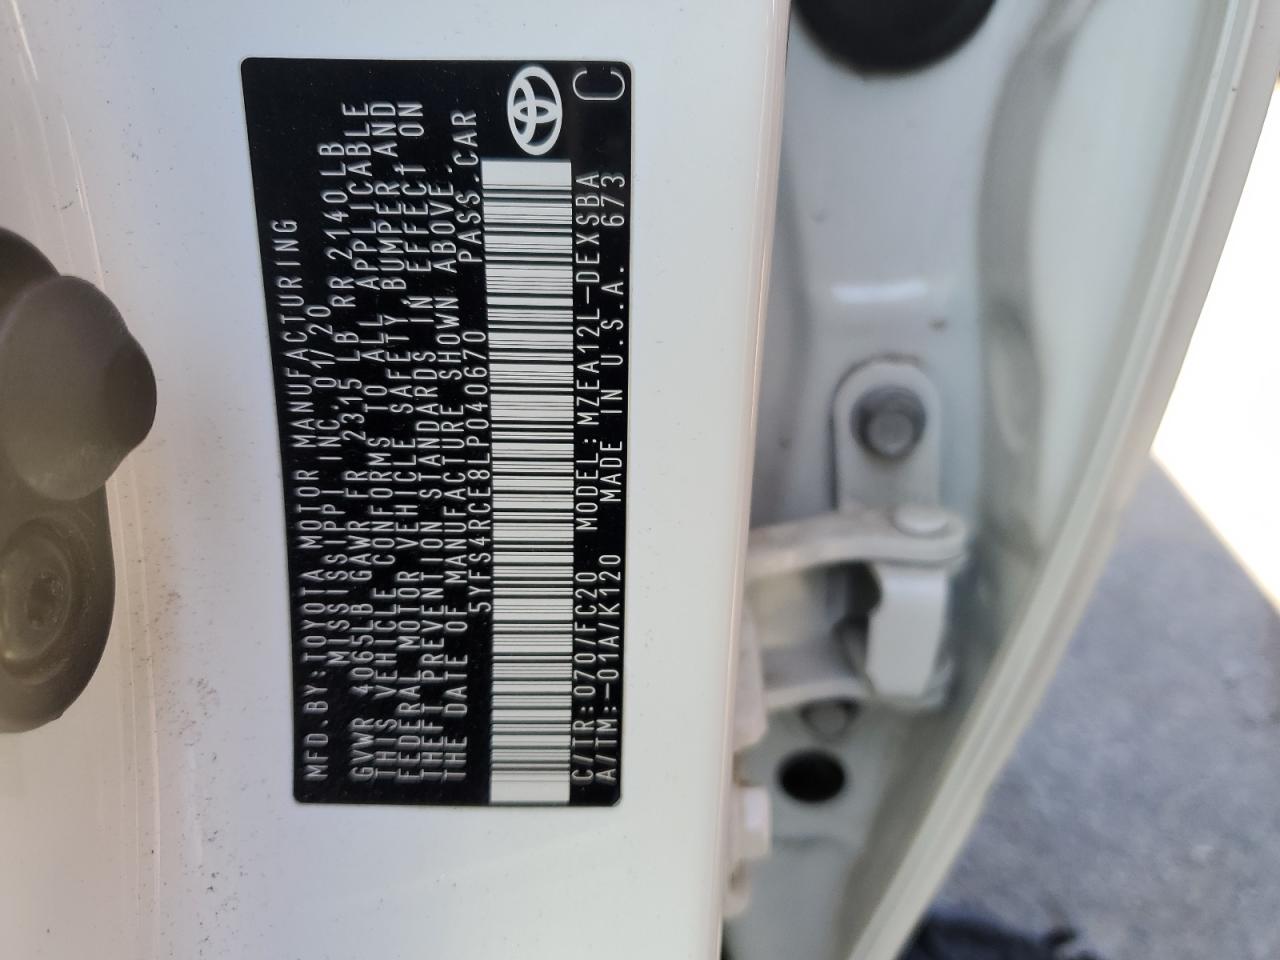 MFD.BY:TOYOTA MOTOR MANUFACTURING
MISSISSIPPI INC. 01/20
GVWR 4065LB GAWR FR 2315 LB RR 2140LB
THIS VEHICLE CONFORMS TO ALL APPLICABLE
FEDERAL MOTOR VEHICLE SAFETY, BUMPER, AND
THEFT PREVENTION STANDARDS IN EFFECT ON
THE DATE OF MANUFACTURE SHOWN ABOVE.
5YFS4RCE8LP040670 PASS.CAR
C/TR:070/FC20 MODEL:MZEA12L-DEXSBA
A/TM:-01A/K120 MADE IN U.S.A. 673
C